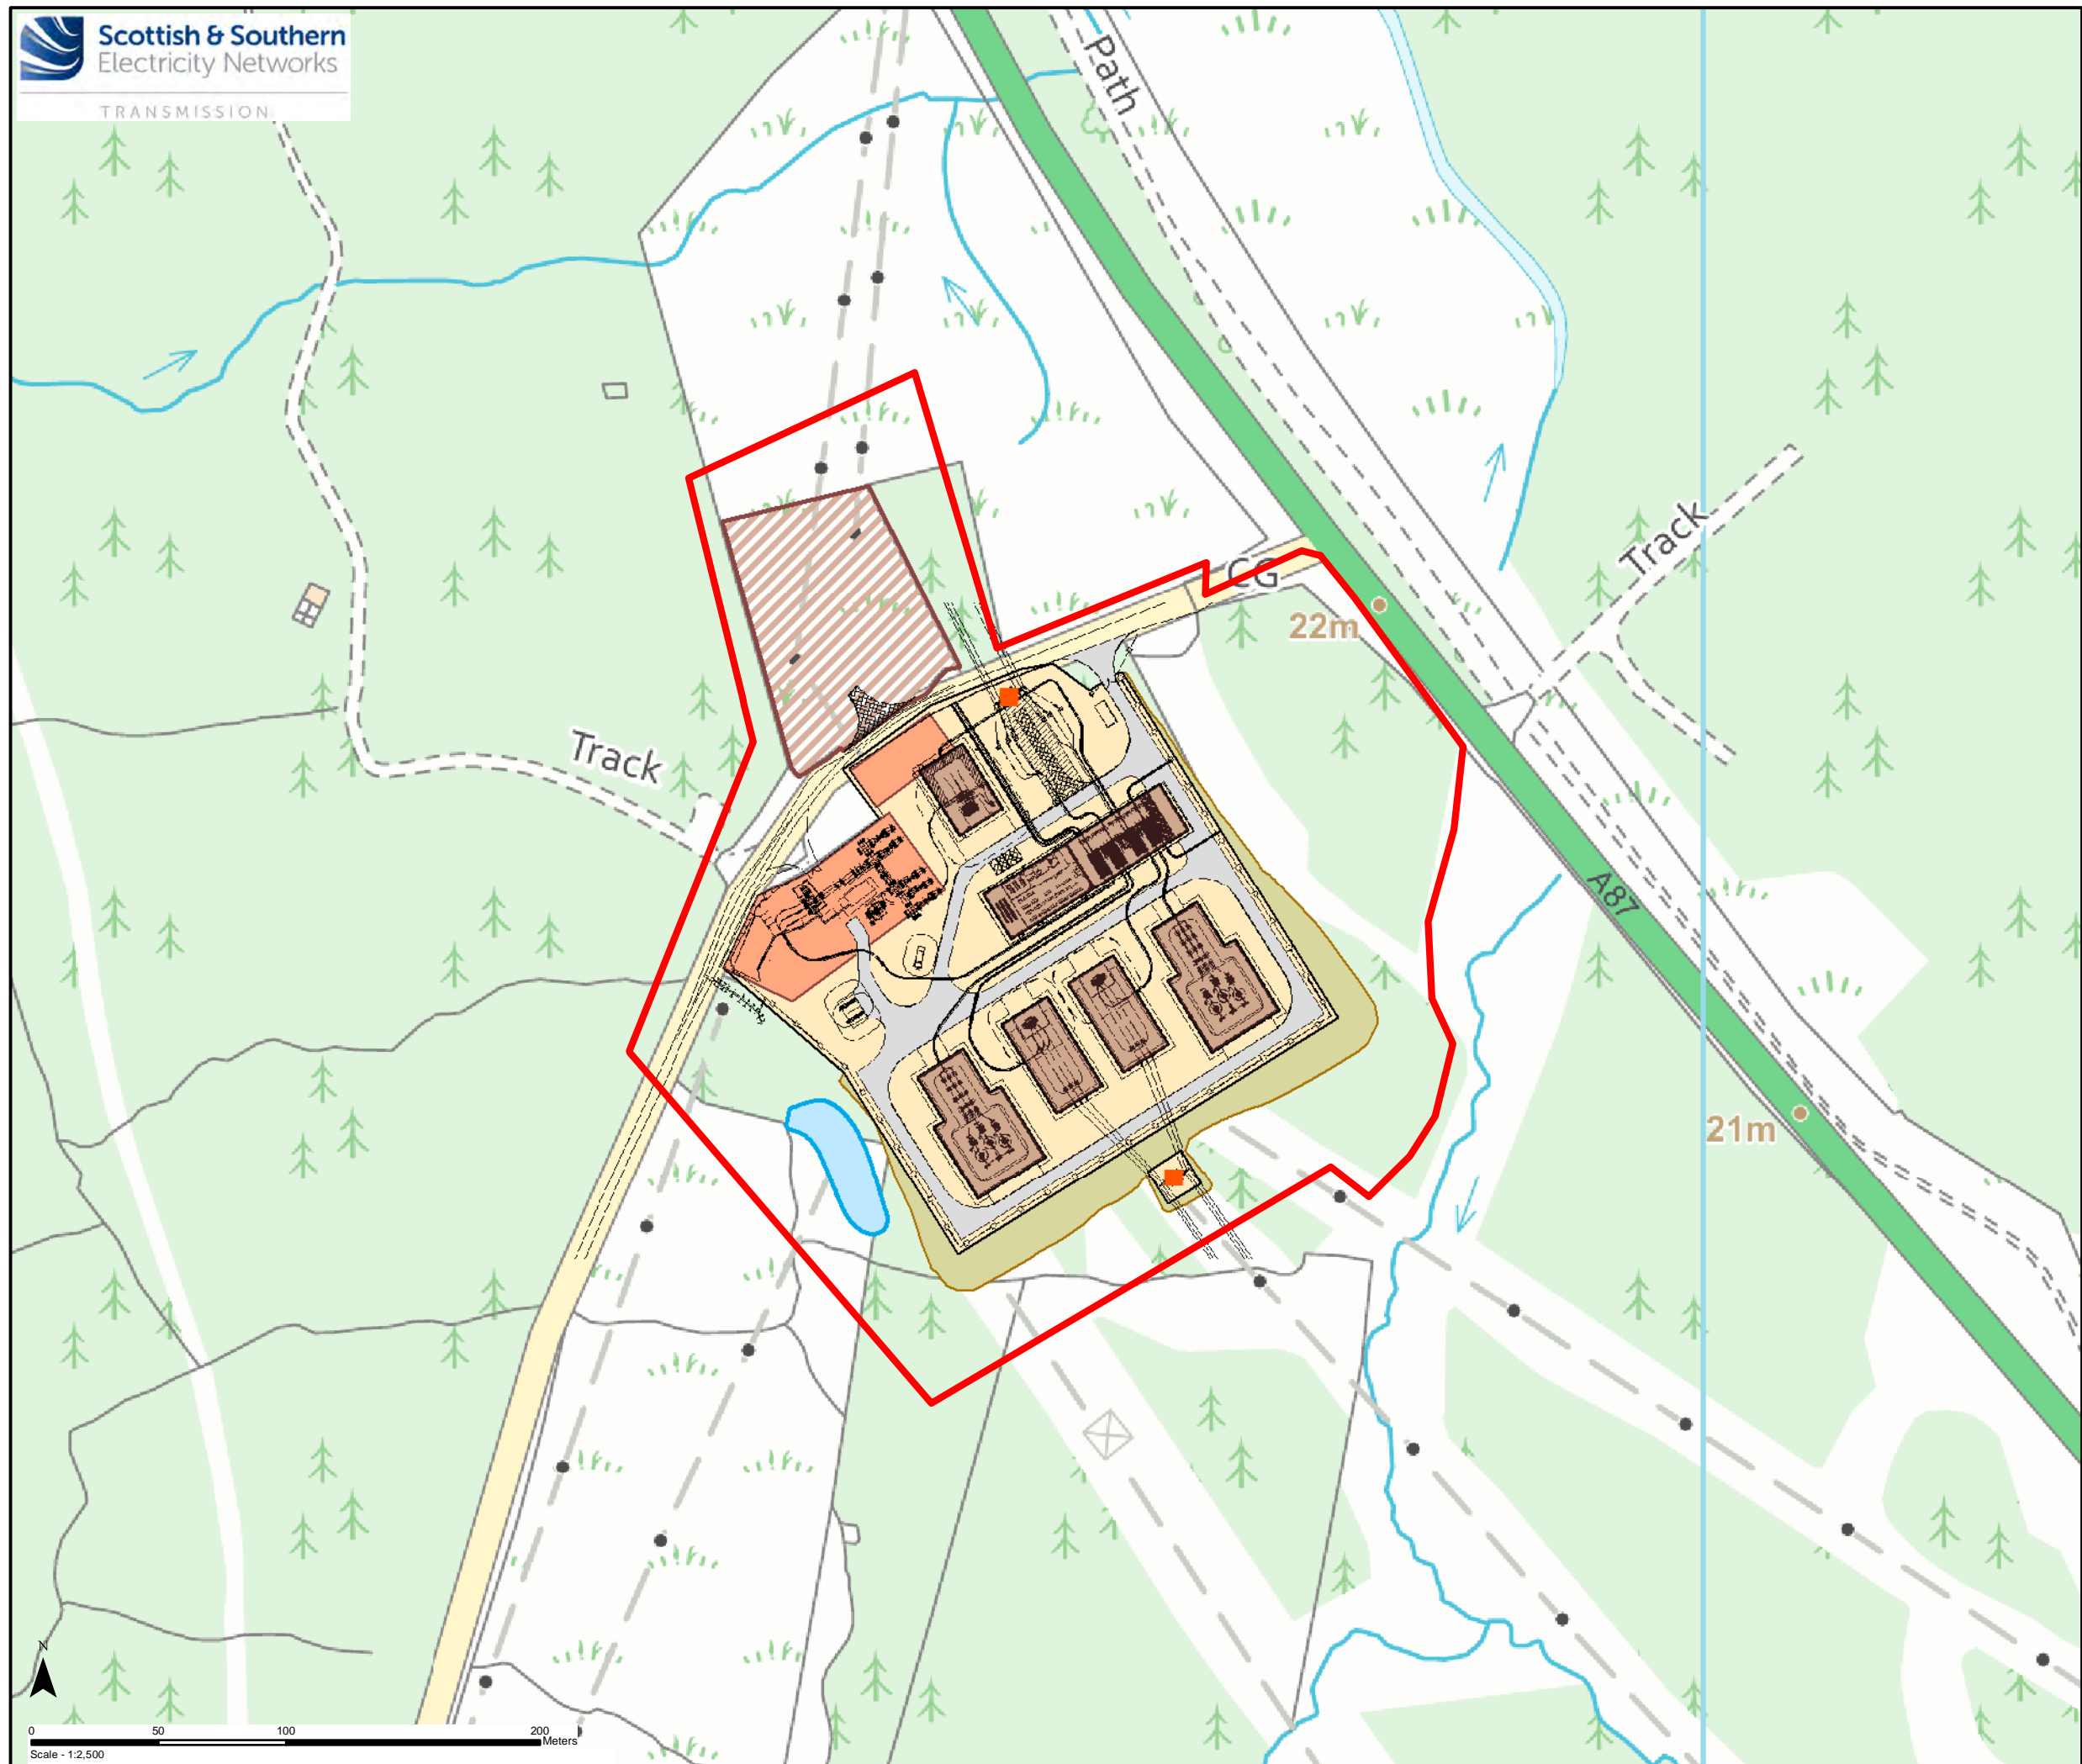 Scottish & Southern
Electricity Networks
TRANSMISSION
Path
Track
CG
22m
Track
A87
21m
N
0 50 100 200
Meters
Scale - 1:2,500